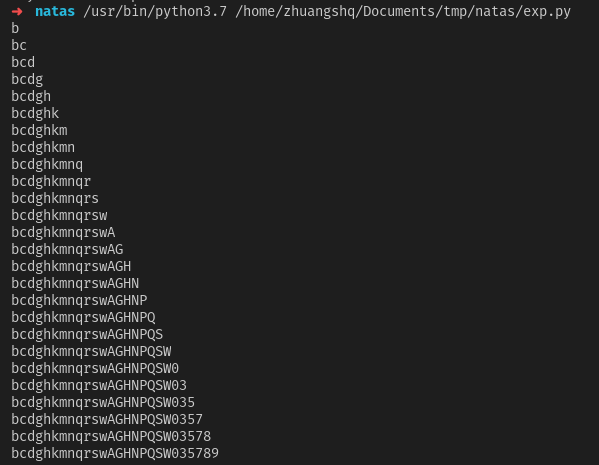 ➜ natas /usr/bin/python3.7 /home/zhuangshq/Documents/tmp/natas/exp.py
b
bc
bcd
bcdg
bcdgh
bcdghk
bcdghkm
bcdghkmn
bcdghkmnq
bcdghkmnqr
bcdghkmnqrs
bcdghkmnqrsw
bcdghkmnqrswA
bcdghkmnqrswAG
bcdghkmnqrswAGH
bcdghkmnqrswAGHN
bcdghkmnqrswAGHNP
bcdghkmnqrswAGHNPQ
bcdghkmnqrswAGHNPQS
bcdghkmnqrswAGHNPQSW
bcdghkmnqrswAGHNPQSW0
bcdghkmnqrswAGHNPQSW03
bcdghkmnqrswAGHNPQSW035
bcdghkmnqrswAGHNPQSW0357
bcdghkmnqrswAGHNPQSW03578
bcdghkmnqrswAGHNPQSW035789